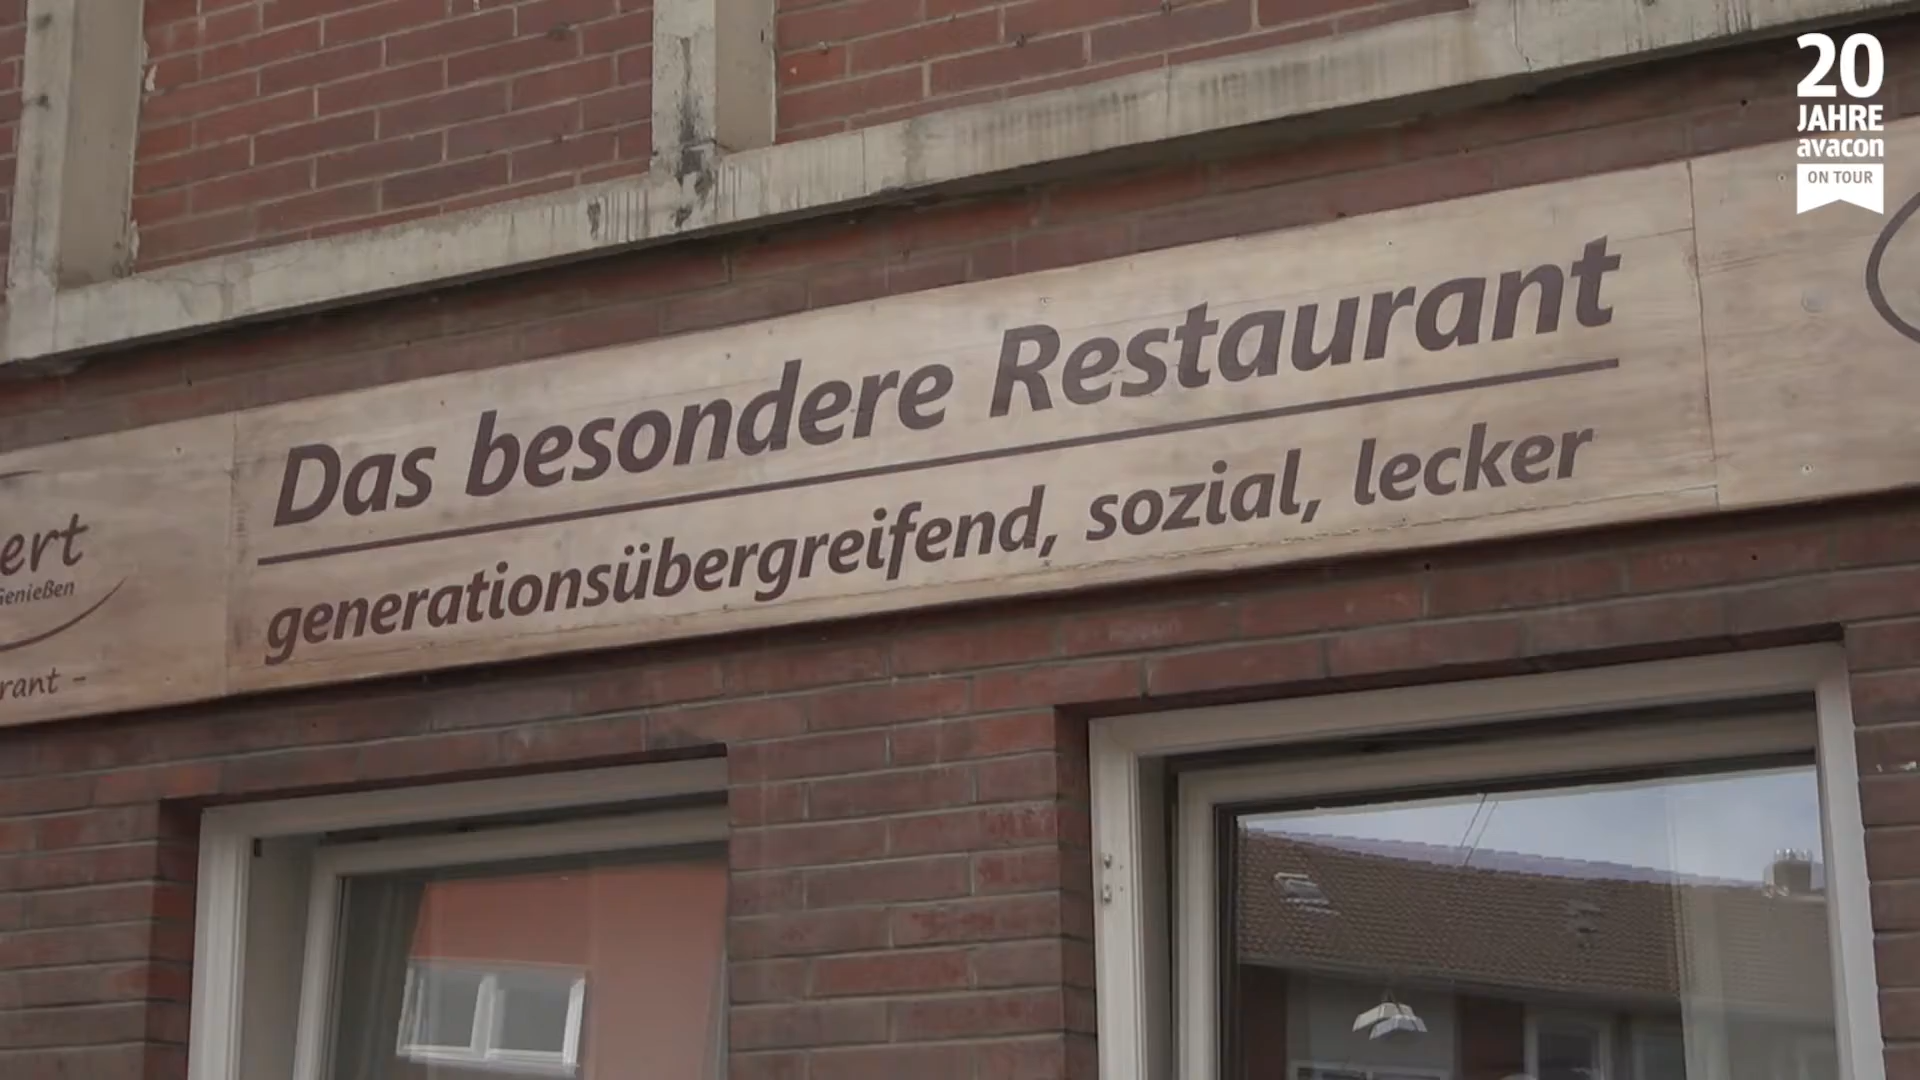 20
JAHRE
avacon
ON TOUR
Das besondere Restaurant
generationsübergreifend, sozial, lecker
ert
Genießen
rant -